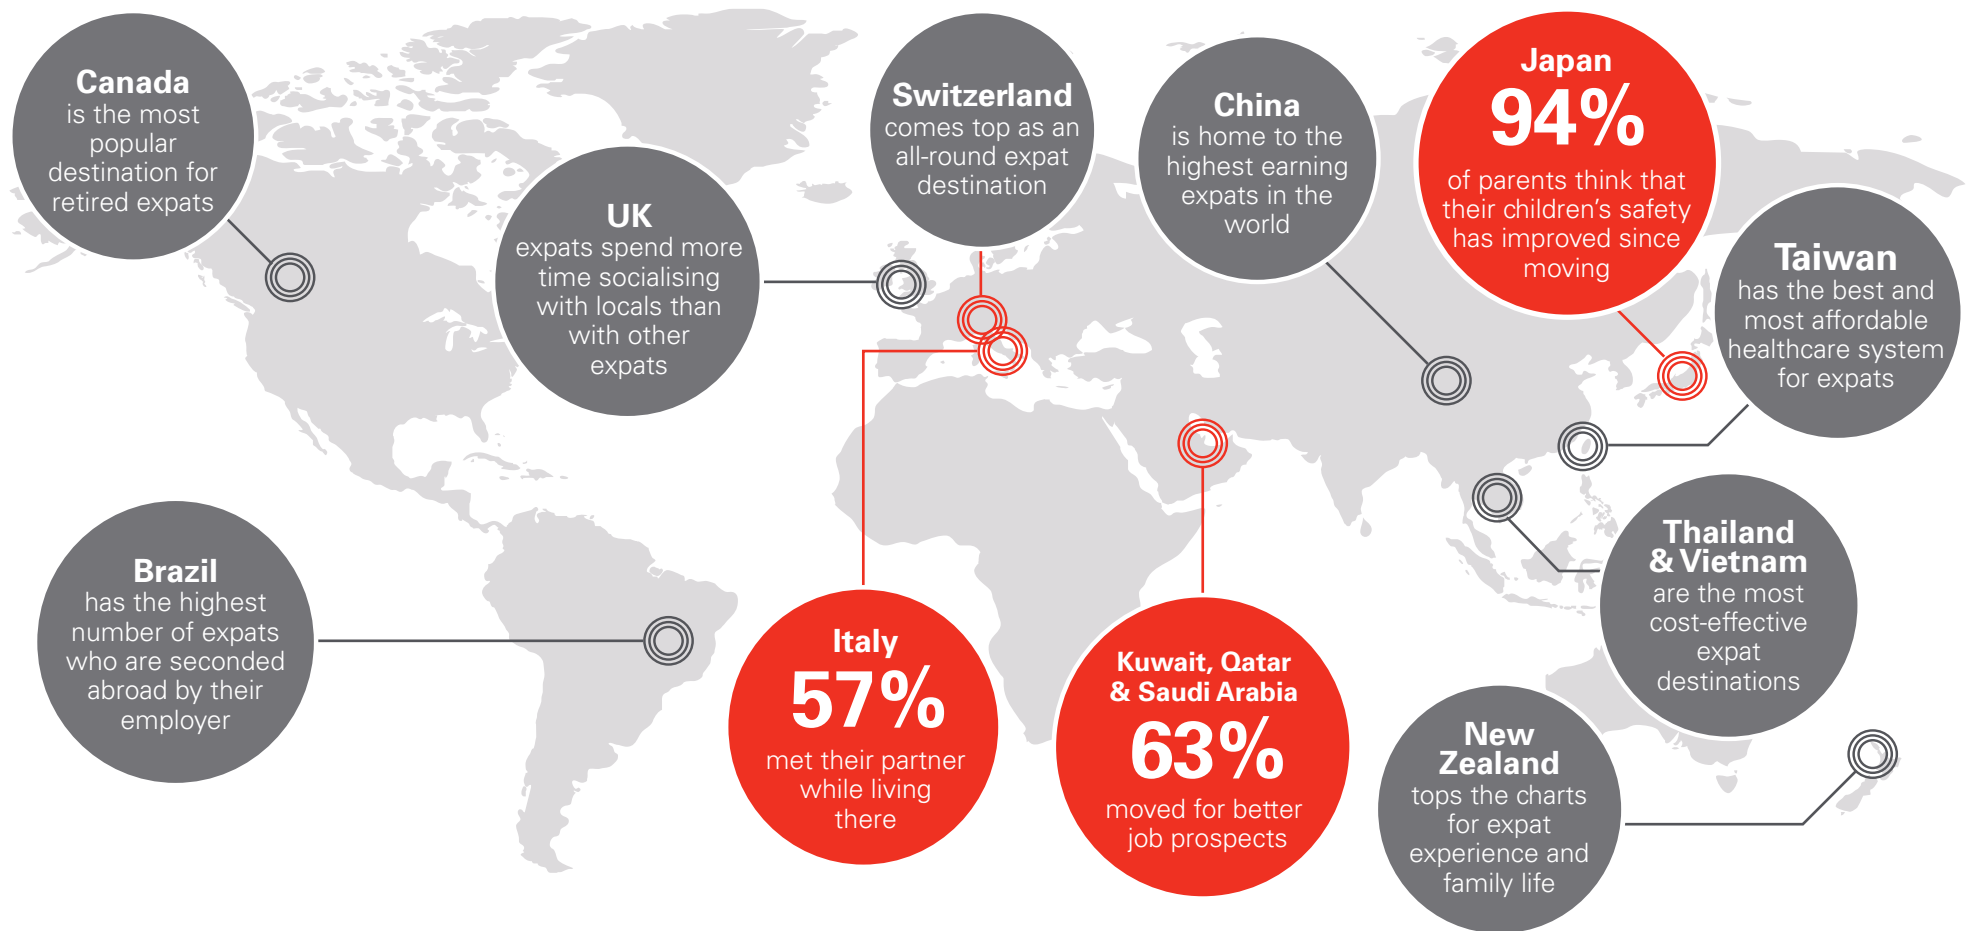 Canada
is the most
popular
destination for
retired expats
UK
expats spend more
time socialising
with locals than
with other
expats
Switzerland
comes top as an
all-round expat
destination
China
is home to the
highest earning
expats in the
world
Japan
94%
of parents think that
their children’s safety
has improved since
moving
Taiwan
has the best and
most affordable
healthcare system
for expats
Brazil
has the highest
number of expats
who are seconded
abroad by their
employer
Italy
57%
met their partner
while living
there
Kuwait, Qatar
& Saudi Arabia
63%
moved for better
job prospects
Thailand
& Vietnam
are the most
cost-effective
expat
destinations
New
Zealand
tops the charts
for expat
experience and
family life